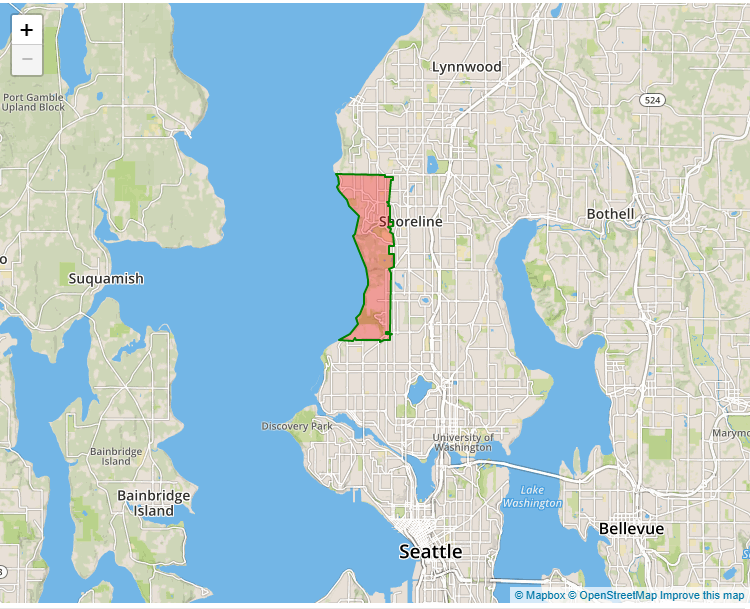 +
−
Lynnwood
Port Gamble
Upland Block
524
Shoreline
Bothell
o
Suquamish
Discovery Park
University of
Washington
Marymo
Bainbridge
Island
Bainbridge
Island
Lake
Washington
Bellevue
Seattle
S
3
© Mapbox © OpenStreetMap Improve this map